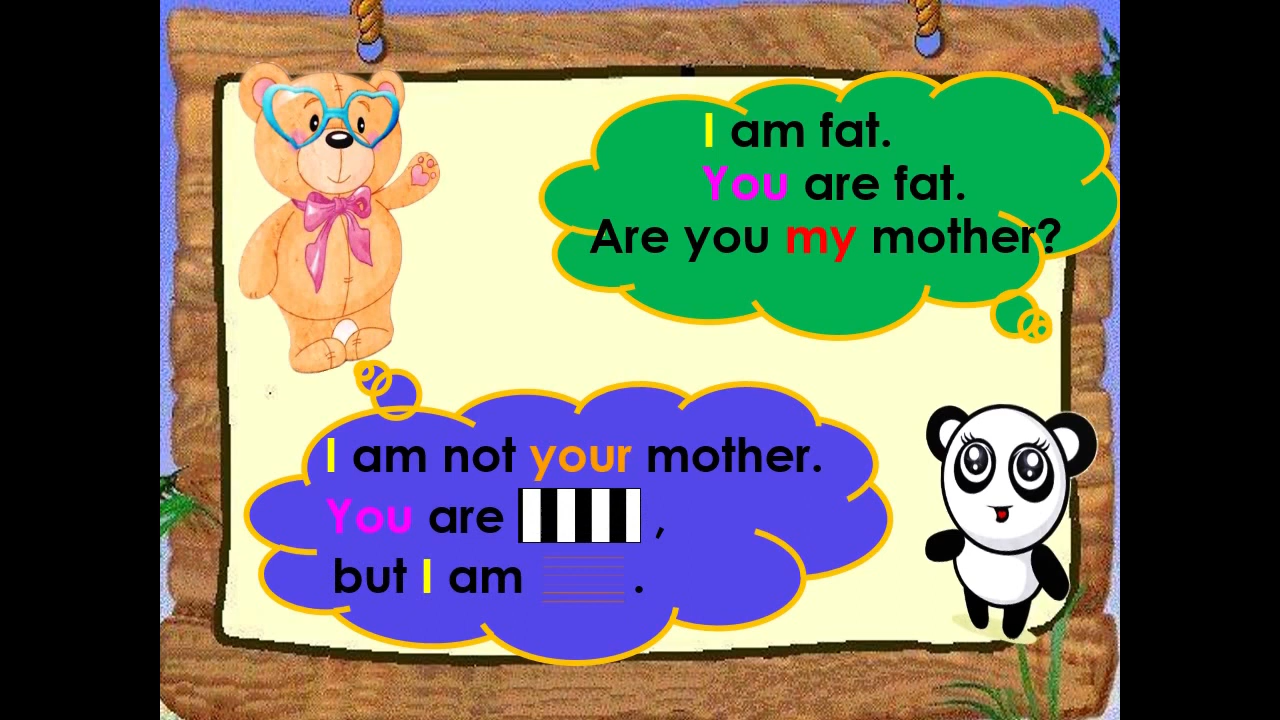 I am fat.
You are fat.
Are you my mother?
I am not your mother.
You are ,
but I am .